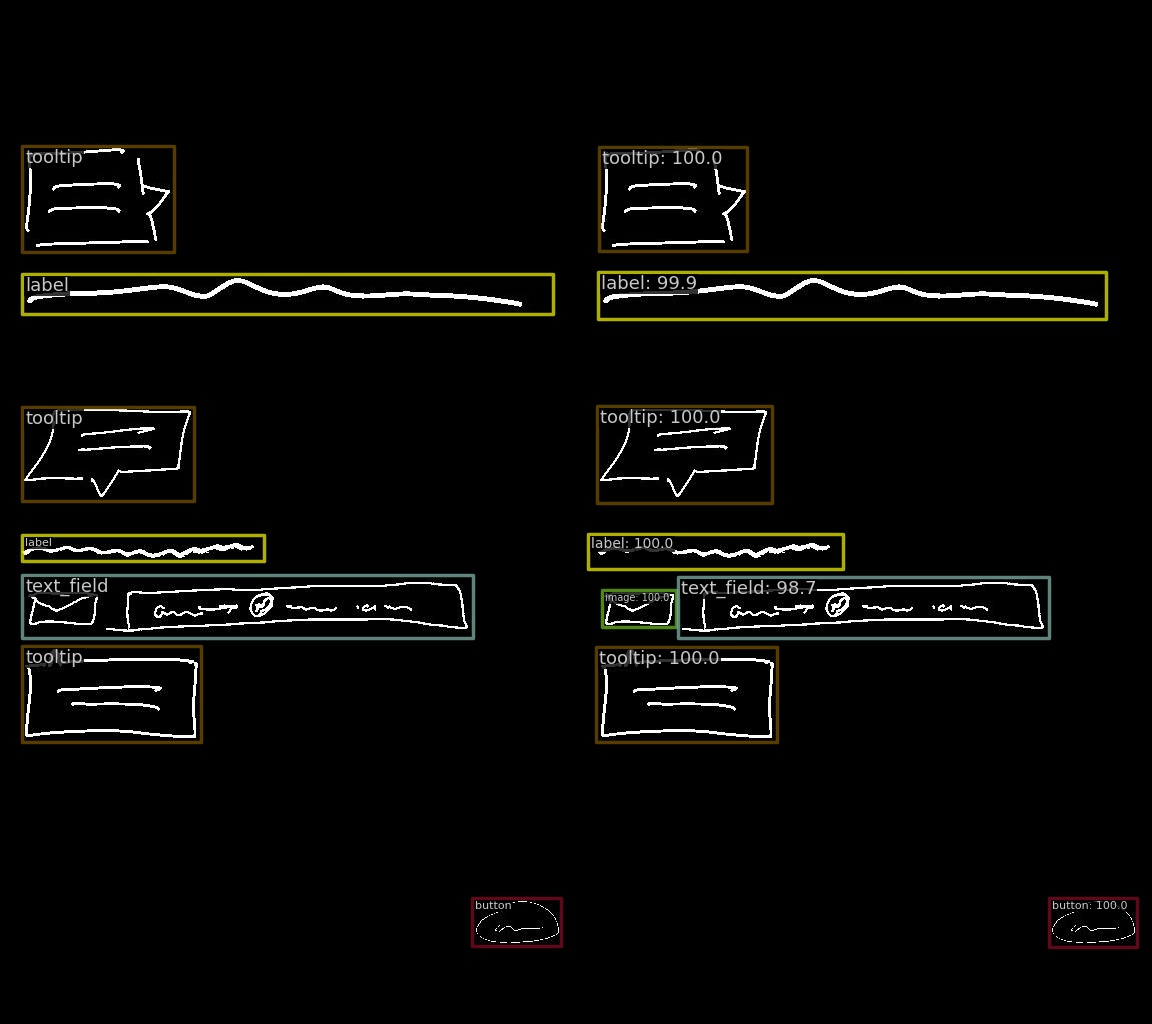 tooltip
tooltip: 100.0
label
label: 99.9
tooltip
tooltip: 100.0
label
label: 100.0
text_field
image: 100.0
text_field: 98.7
tooltip
tooltip: 100.0
button
button: 100.0